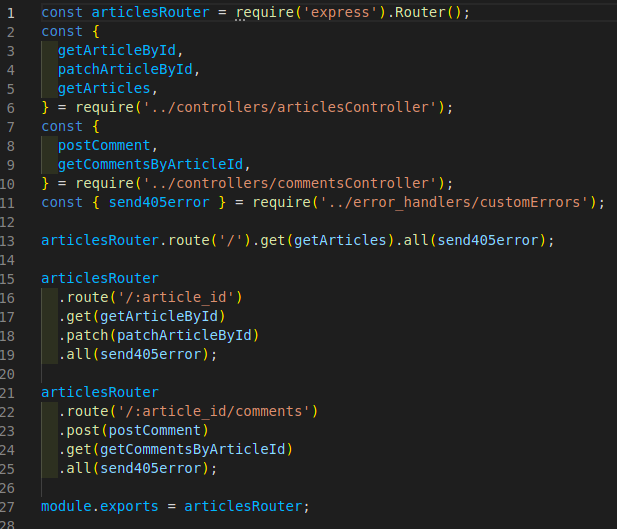 1 const articlesRouter = require('express').Router();
2 const {
3   getArticleById,
4   patchArticleById,
5   getArticles,
6 } = require('../controllers/articlesController');
7 const {
8   postComment,
9   getCommentsByArticleId,
10 } = require('../controllers/commentsController');
11 const { send405error } = require('../error_handlers/customErrors');
12
13 articlesRouter.route('/').get(getArticles).all(send405error);
14
15 articlesRouter
16   .route('/:article_id')
17   .get(getArticleById)
18   .patch(patchArticleById)
19   .all(send405error);
20
21 articlesRouter
22   .route('/:article_id/comments')
23   .post(postComment)
24   .get(getCommentsByArticleId)
25   .all(send405error);
26
27 module.exports = articlesRouter;
28